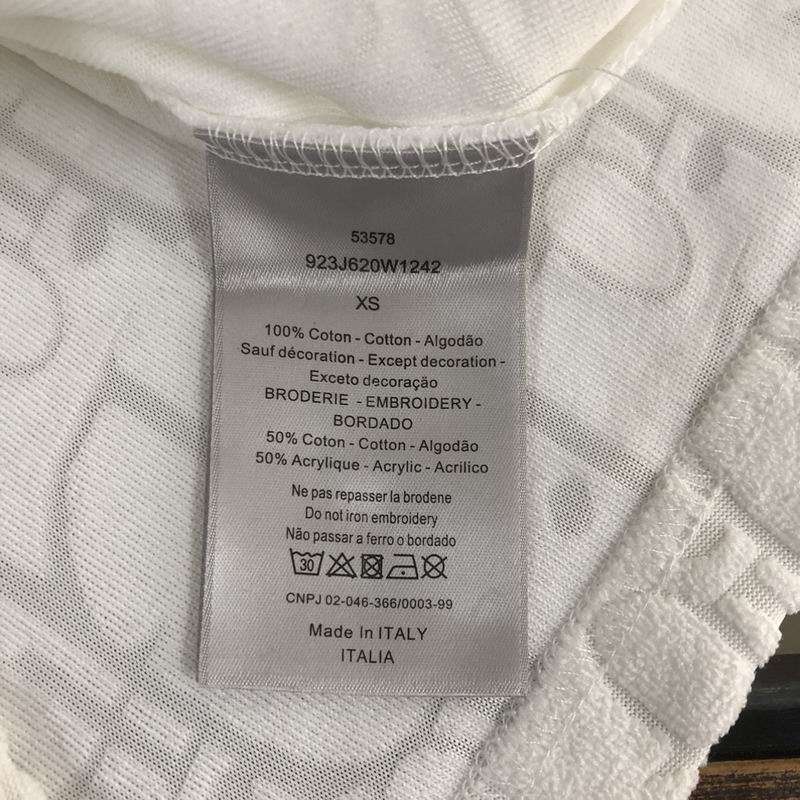 53578
923J620W1242
XS
100% Coton - Cotton - Algodão
Sauf décoration - Except decoration -
Exceto decoração
BRODERIE - EMBROIDERY -
BORDADO
50% Coton - Cotton - Algodão
50% Acrylique - Acrylic - Acrilico
Ne pas repasser la brodene
Do not iron embroidery
Não passar a ferro o bordado
30
CNPJ 02-046-366/0003-99
Made In ITALY
ITALIA